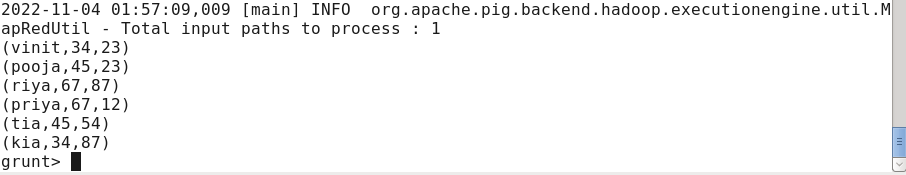 2022-11-04 01:57:09,009 [main] INFO  org.apache.pig.backend.hadoop.executionengine.util.M
apRedUtil - Total input paths to process : 1
(vinit,34,23)
(pooja,45,23)
(riya,67,87)
(priya,67,12)
(tia,45,54)
(kia,34,87)
grunt>